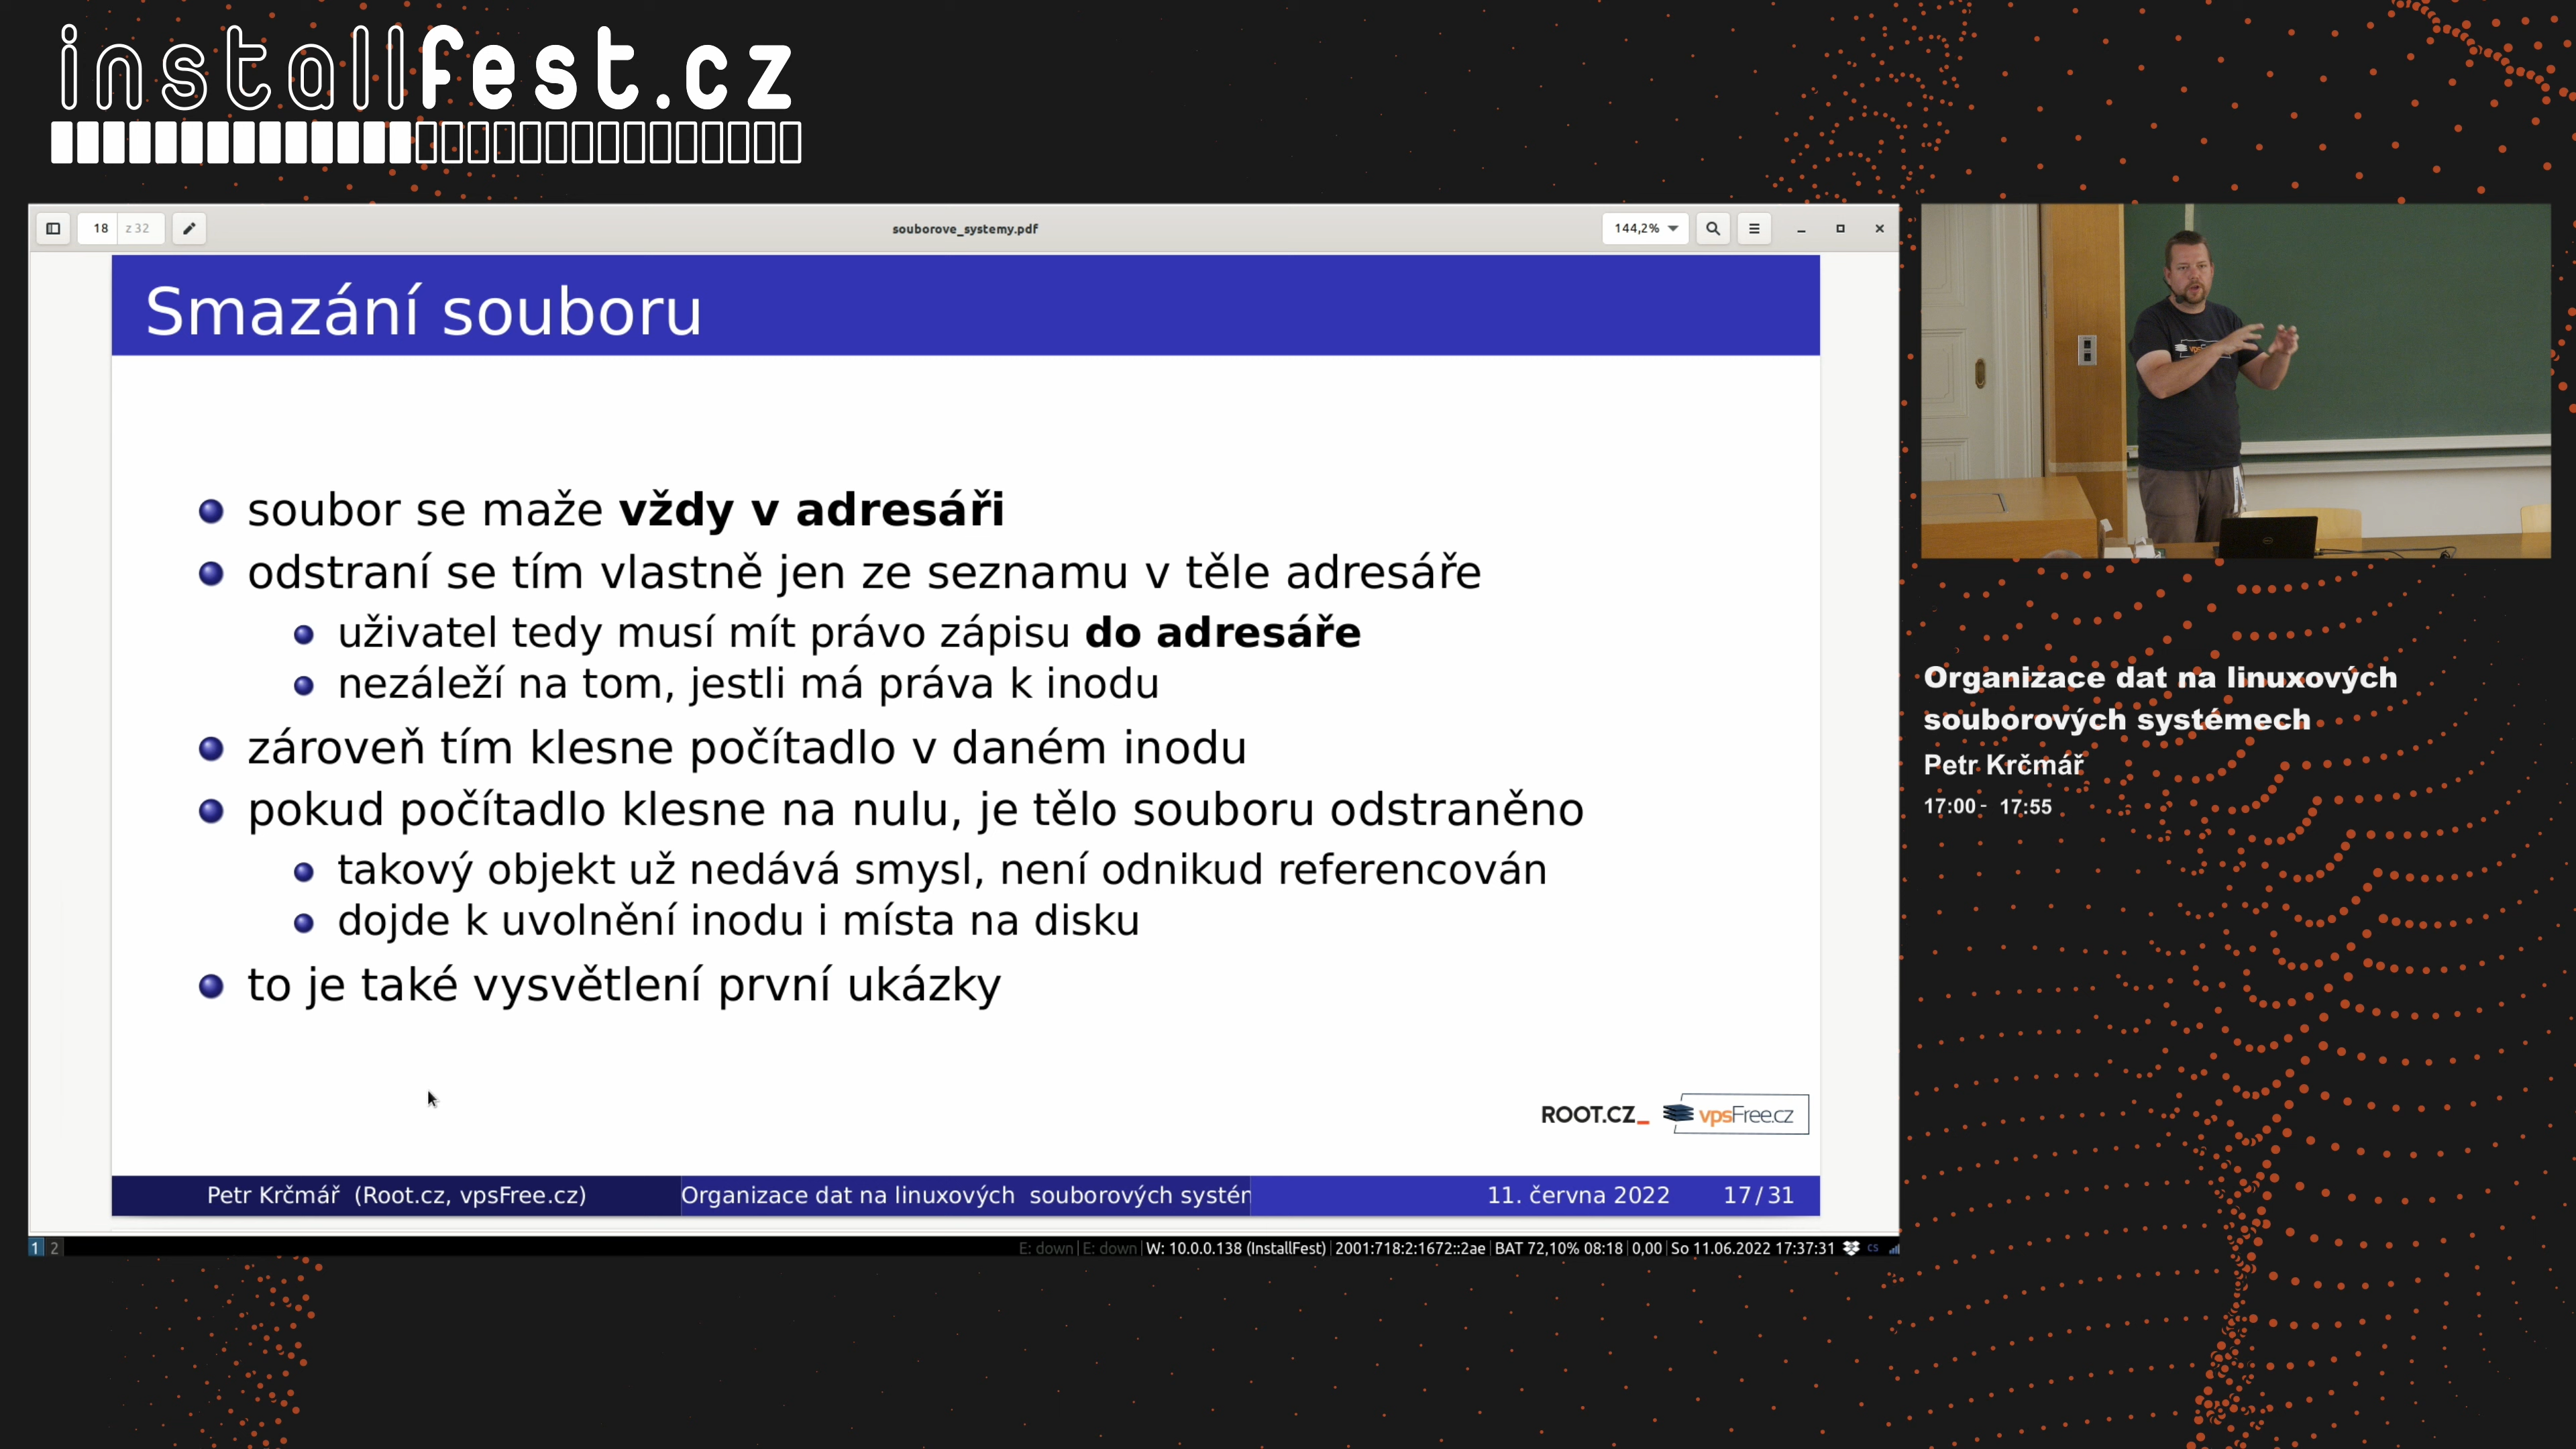 installfest.cz
18 z 32
souborove_systemy.pdf
144,2%
Smazání souboru
soubor se maže vždy v adresáři
odstraní se tím vlastně jen ze seznamu v těle adresáře
uživatel tedy musí mít právo zápisu do adresáře
nezáleží na tom, jestli má práva k inodu
zároveň tím klesne počítadlo v daném inodu
pokud počítadlo klesne na nulu, je tělo souboru odstraněno
takový objekt už nedává smysl, není odnikud referencován
dojde k uvolnění inodu i místa na disku
to je také vysvětlení první ukázky
ROOT.CZ_ vpsFree.cz
Petr Krčmář (Root.cz, vpsFree.cz) Organizace dat na linuxových souborových systén 11. června 2022 17/31
1 2 E: down | E: down | W: 10.0.0.138 (InstallFest) | 2001:718:2:1672::2ae | BAT 72,10% 08:18 | 0,00 | So 11.06.2022 17:37:31 cs
Organizace dat na linuxových
souborových systémech
Petr Krčmář
17:00 - 17:55